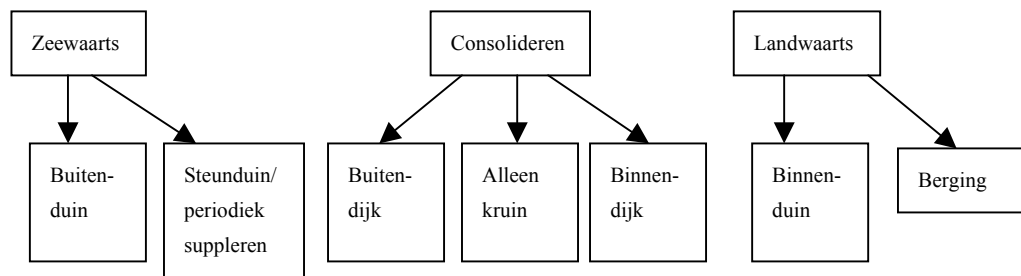 Zeewaarts
Consolideren
Landwaarts
Buiten-
duin
Steunduin/
periodiek
suppleren
Buiten-
dijk
Alleen
kruin
Binnen-
dijk
Binnen-
duin
Berging